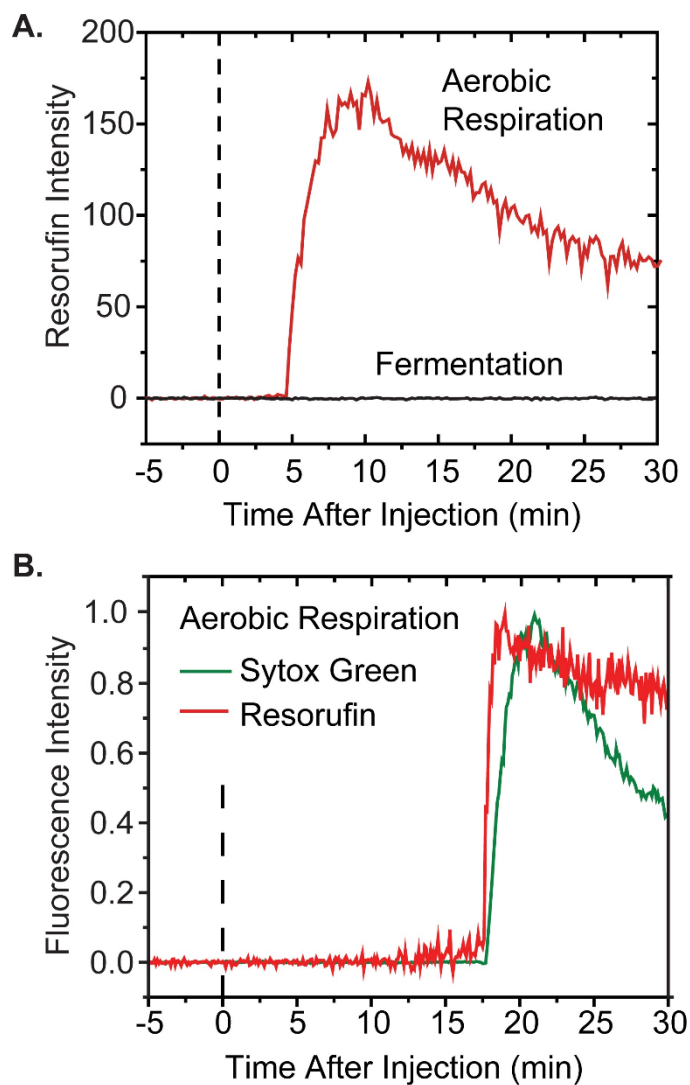 A.
200
150
100
50
0
Resorufin Intensity
Aerobic
Respiration
Fermentation
-5 0 5 10 15 20 25 30
Time After Injection (min)
B.
1.0
0.8
0.6
0.4
0.2
0.0
Fluorescence Intensity
Aerobic Respiration
Sytox Green
Resorufin
-5 0 5 10 15 20 25 30
Time After Injection (min)